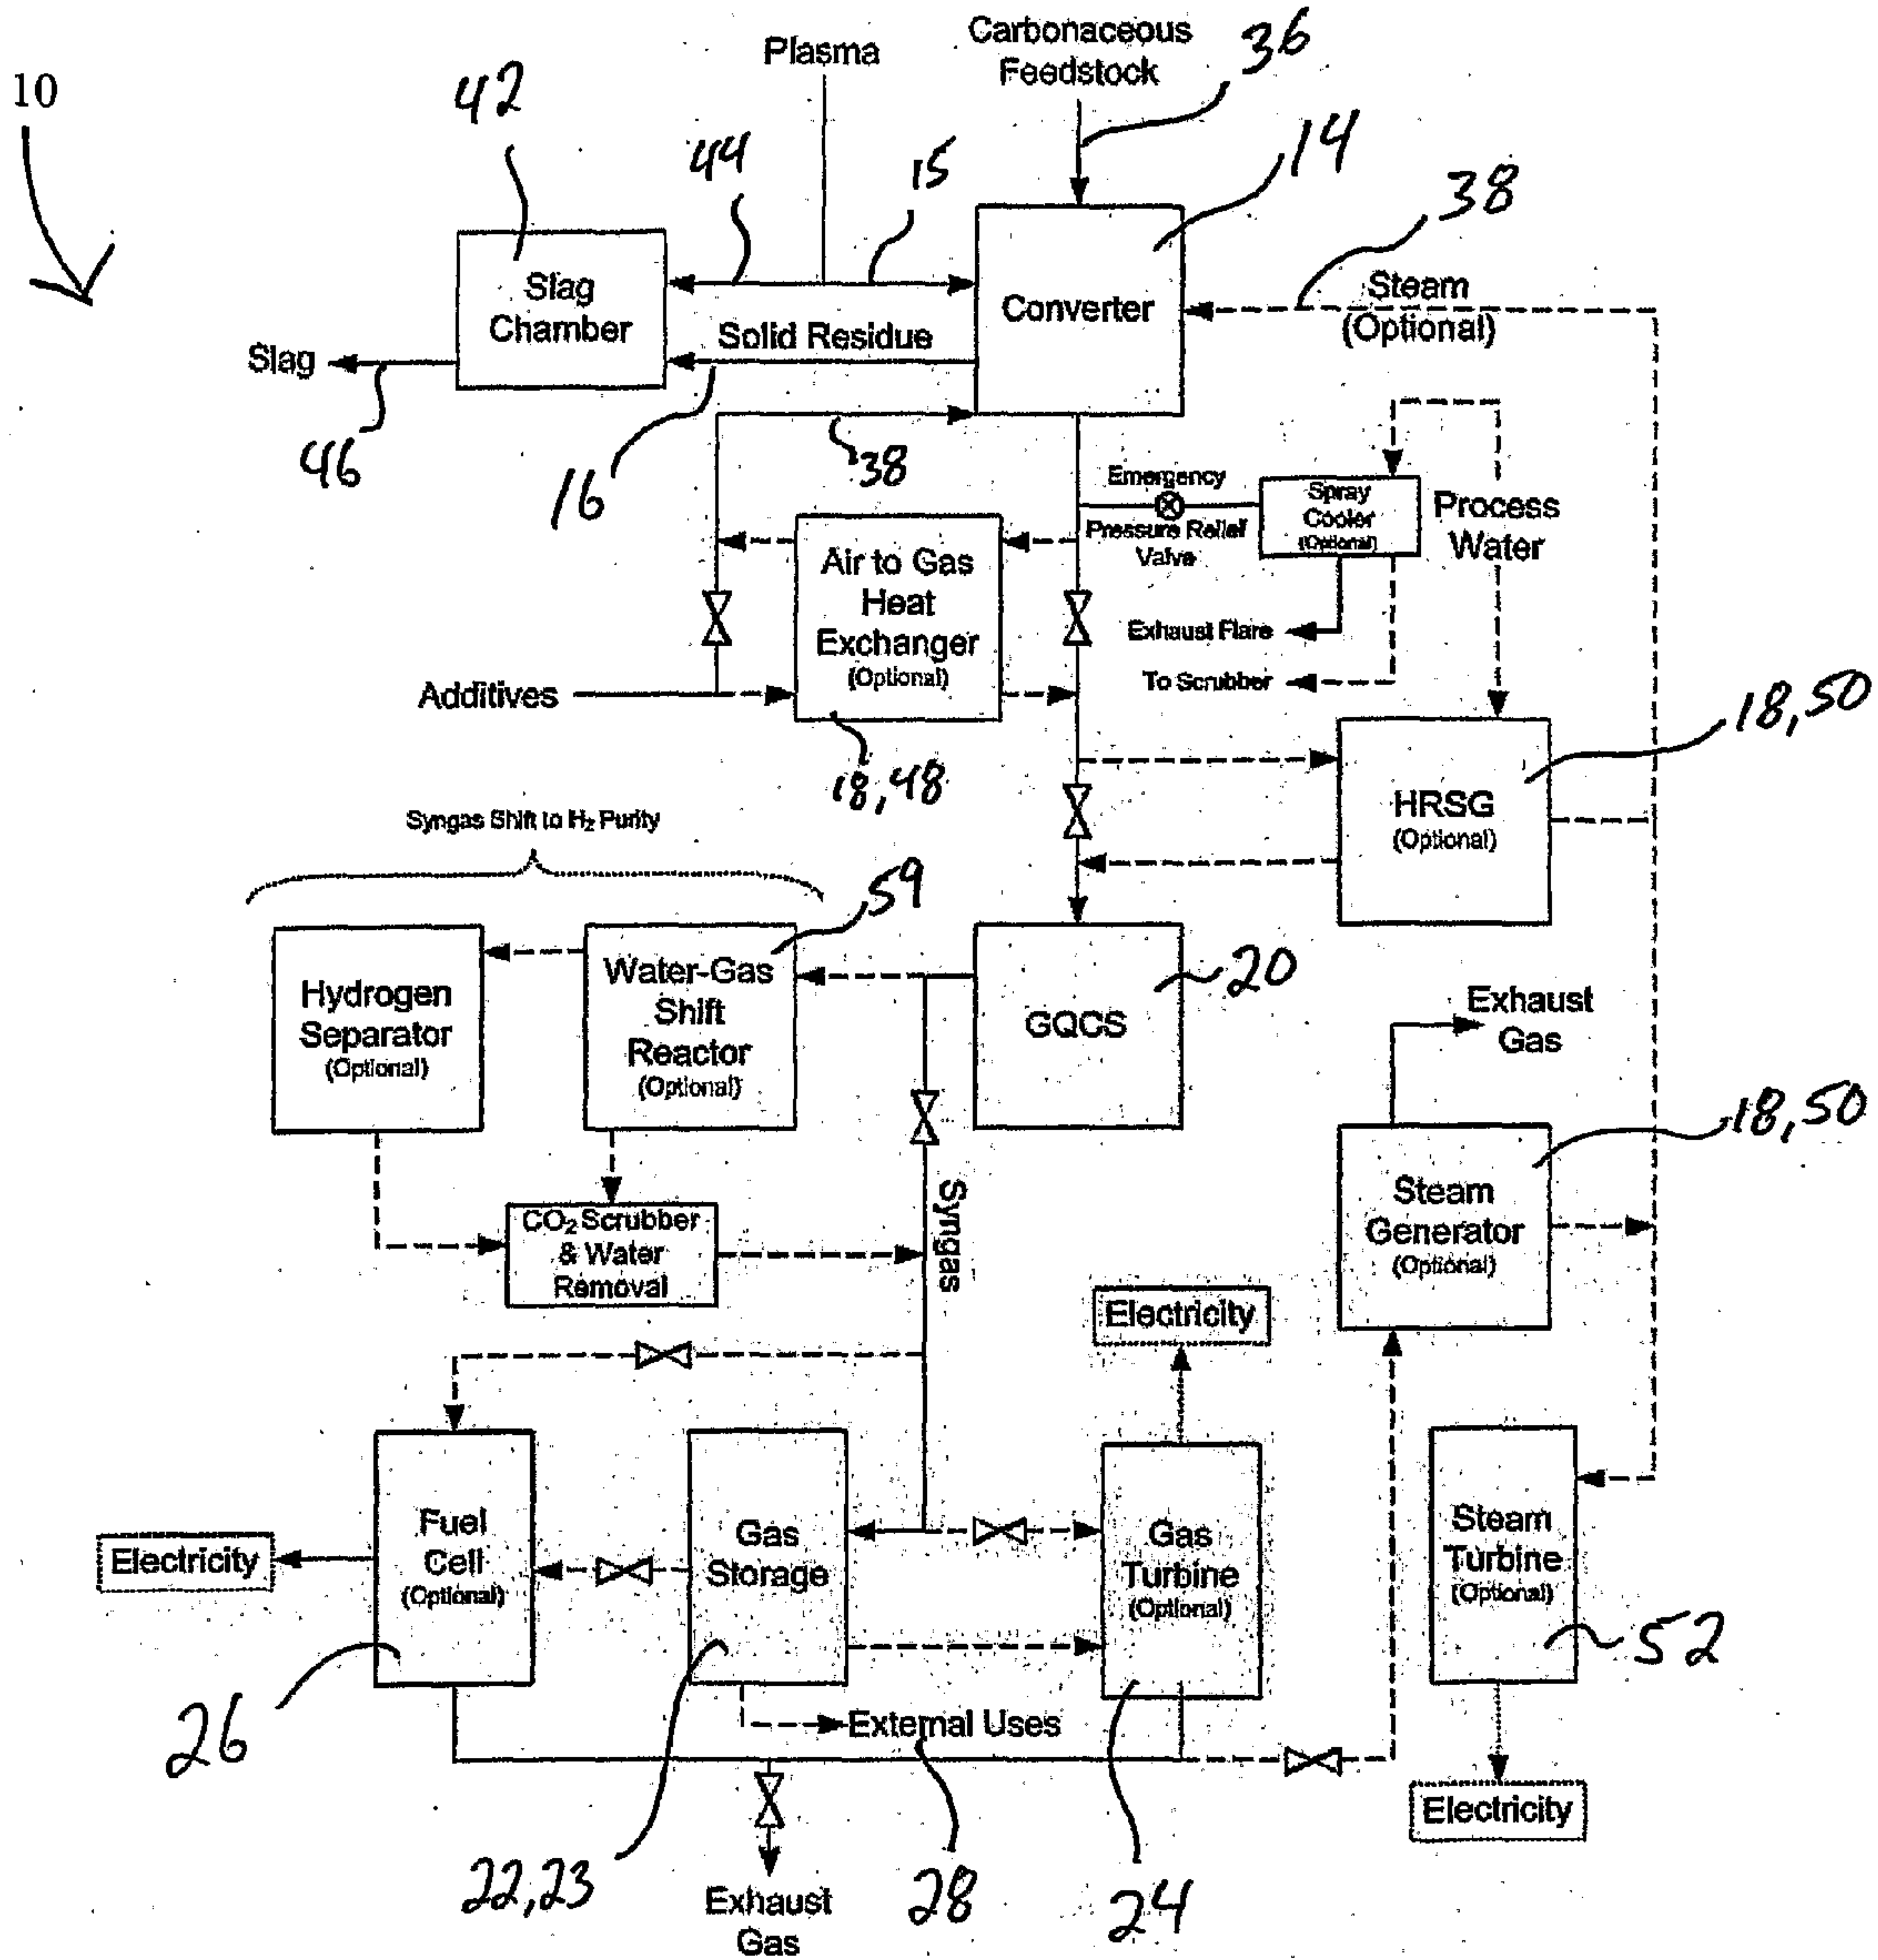 10
42
Plasma
Carbonaceous
Feedstock
36
14
44
15
38
Slag
Chamber
Converter
Steam
(Optional)
Solid Residue
Slag
46
16
38
Emergency
Pressure Relief
Valve
Spray
Cooler
(Optional)
Process
Water
Air to Gas
Heat
Exchanger
(Optional)
Exhaust Flare
To Scrubber
Additives
18,48
18,50
HRSG
(Optional)
Syngas Shift to H₂ Purity
59
Hydrogen
Separator
(Optional)
Water-Gas
Shift
Reactor
(Optional)
GQCS
20
Exhaust
Gas
18,50
Steam
Generator
(Optional)
CO₂ Scrubber
& Water
Removal
Syngas
Electricity
Fuel
Cell
(Optional)
Electricity
Gas
Storage
Gas
Turbine
(Optional)
Steam
Turbine
(Optional)
52
26
External Uses
Electricity
22,23
28
24
Exhaust
Gas